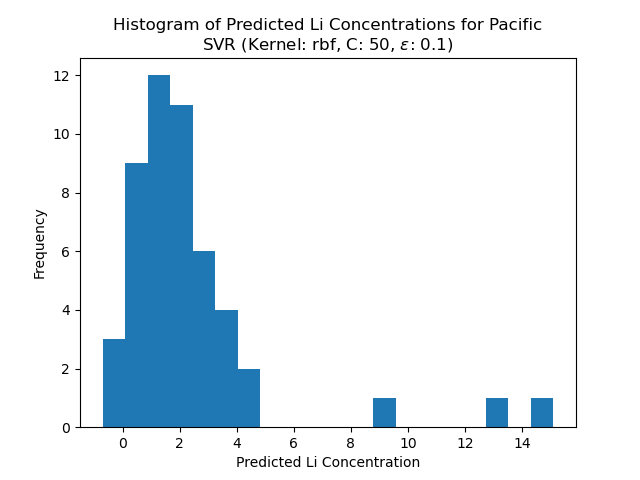 Histogram of Predicted Li Concentrations for Pacific
SVR (Kernel: rbf, C: 50, ε: 0.1)
12
10
8
6
4
2
0
Frequency
0 2 4 6 8 10 12 14
Predicted Li Concentration